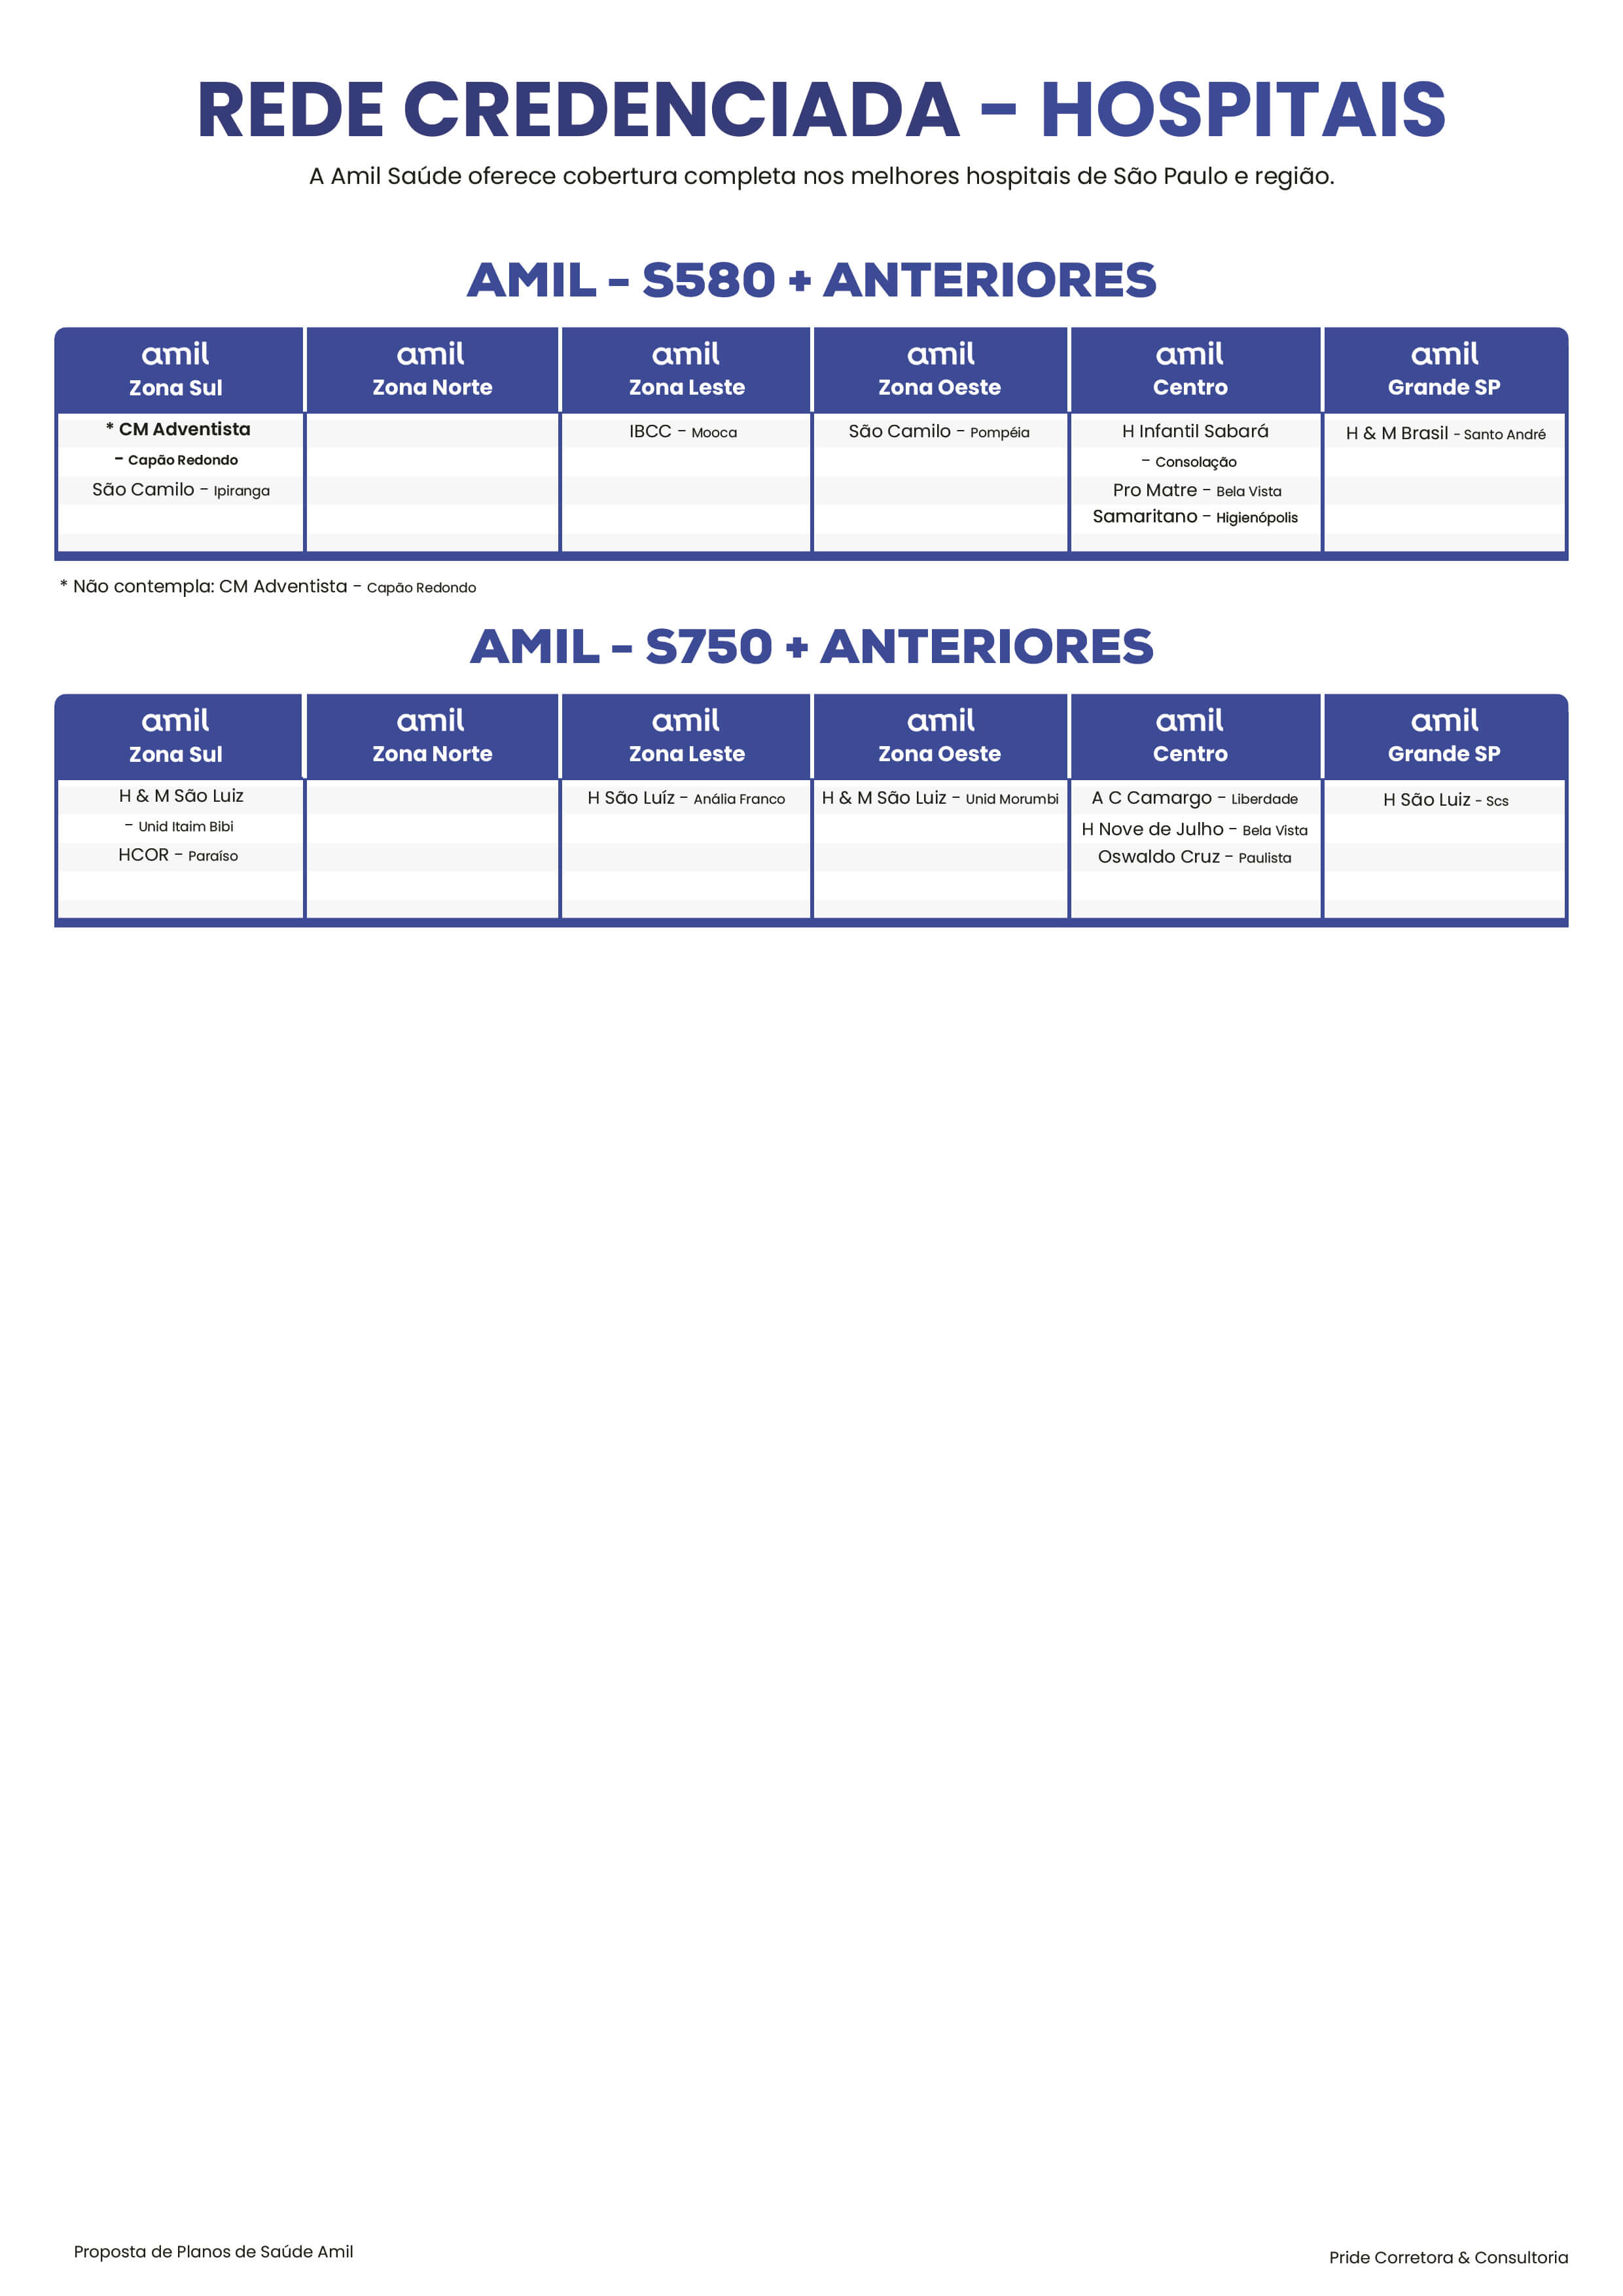 REDE CREDENCIADA - HOSPITAIS
A Amil Saúde oferece cobertura completa nos melhores hospitais de São Paulo e região.
AMIL - S580 + ANTERIORES
amil amil amil amil amil amil
Zona Sul Zona Norte Zona Leste Zona Oeste Centro Grande SP
* CM Adventista IBCC - Mooca São Camilo - Pompéia H Infantil Sabará H & M Brasil - Santo André
- Capão Redondo - Consolação
São Camilo - Ipiranga Pro Matre - Bela Vista
Samaritano - Higienópolis
* Não contempla: CM Adventista - Capão Redondo
AMIL - S750 + ANTERIORES
amil amil amil amil amil amil
Zona Sul Zona Norte Zona Leste Zona Oeste Centro Grande SP
H & M São Luiz H São Luíz - Anália Franco H & M São Luiz - Unid Morumbi A C Camargo - Liberdade H São Luiz - Scs
- Unid Itaim Bibi H Nove de Julho - Bela Vista
HCOR - Paraíso Oswaldo Cruz - Paulista
Proposta de Planos de Saúde Amil
Pride Corretora & Consultoria